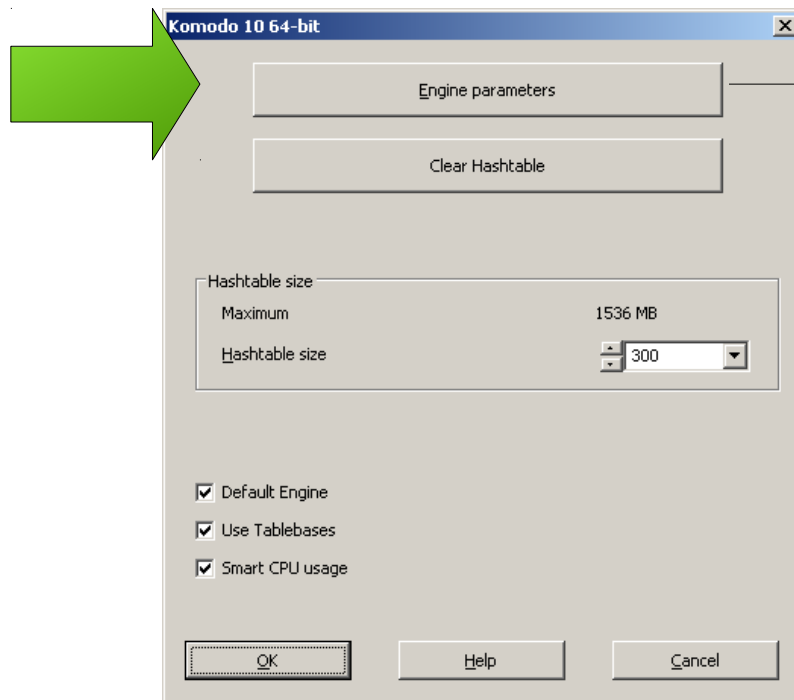 Komodo 10 64-bit
Engine parameters
Clear Hashtable
Hashtable size
Maximum 1536 MB
Hashtable size 300
Default Engine
Use Tablebases
Smart CPU usage
OK Help Cancel